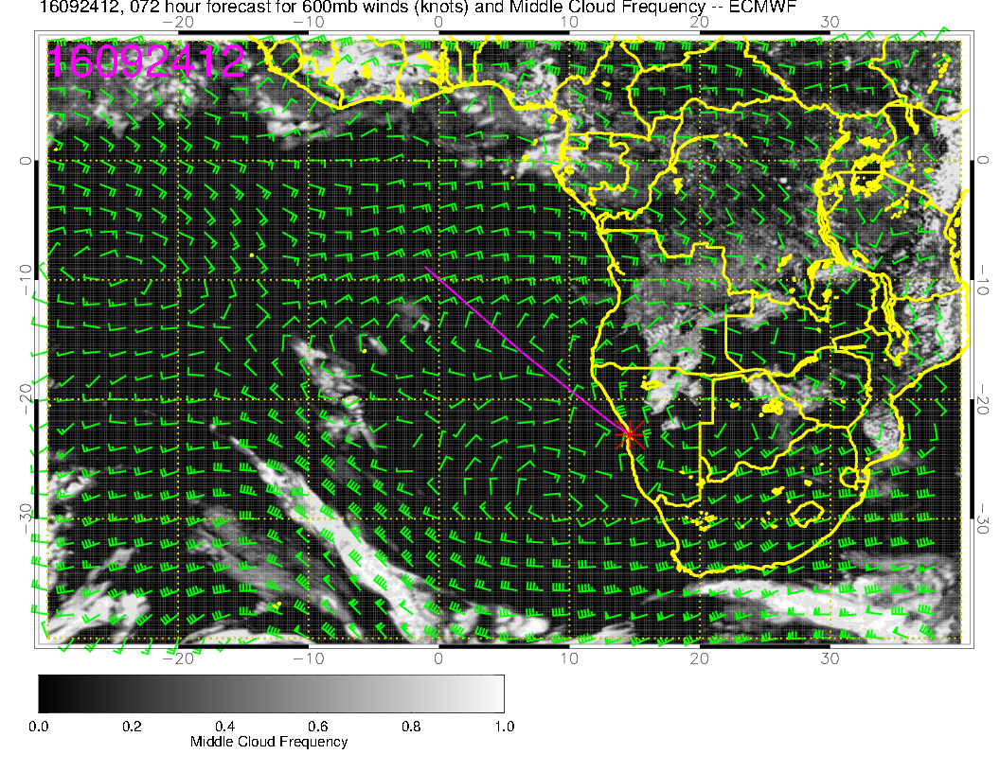 16092412, 072 hour forecast for 600mb winds (knots) and Middle Cloud Frequency -- ECMWF
−20 −10 0 10 20 30
16092412
0 0
−10 −10
−20 −20
−30 −30
−20 −10 0 10 20 30
0.0 0.2 0.4 0.6 0.8 1.0
Middle Cloud Frequency